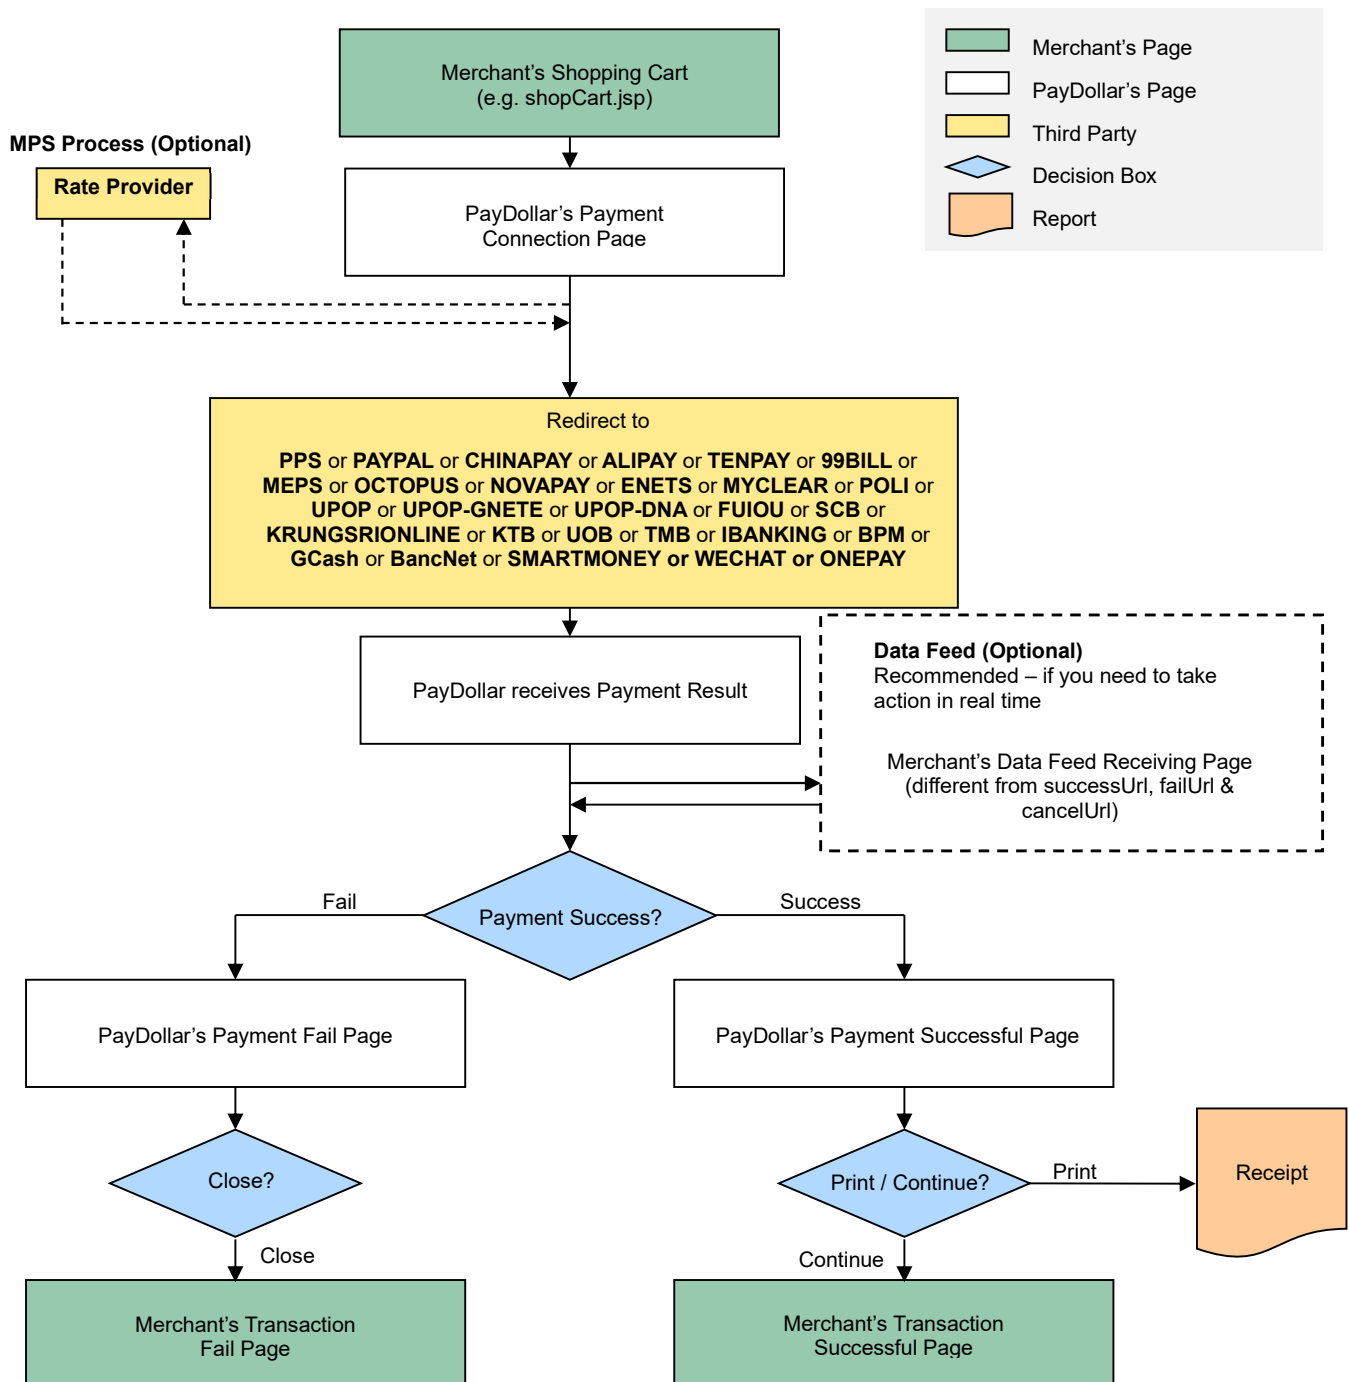 Merchant’s Shopping Cart
(e.g. shopCart.jsp)
Merchant’s Page
PayDollar’s Page
Third Party
Decision Box
Report
MPS Process (Optional)
Rate Provider
PayDollar’s Payment
Connection Page
Redirect to
PPS or PAYPAL or CHINAPAY or ALIPAY or TENPAY or 99BILL or
MEPS or OCTOPUS or NOVAPAY or ENETS or MYCLEAR or POLI or
UPOP or UPOP-GNETE or UPOP-DNA or FUIOU or SCB or
KRUNGSRIONLINE or KTB or UOB or TMB or IBANKING or BPM or
GCash or BancNet or SMARTMONEY or WECHAT or ONEPAY
PayDollar receives Payment Result
Data Feed (Optional)
Recommended – if you need to take
action in real time
Merchant’s Data Feed Receiving Page
(different from successUrl, failUrl &
cancelUrl)
Payment Success?
Fail
Success
PayDollar’s Payment Fail Page
PayDollar’s Payment Successful Page
Close?
Print / Continue?
Print
Receipt
Close
Continue
Merchant’s Transaction
Fail Page
Merchant’s Transaction
Successful Page